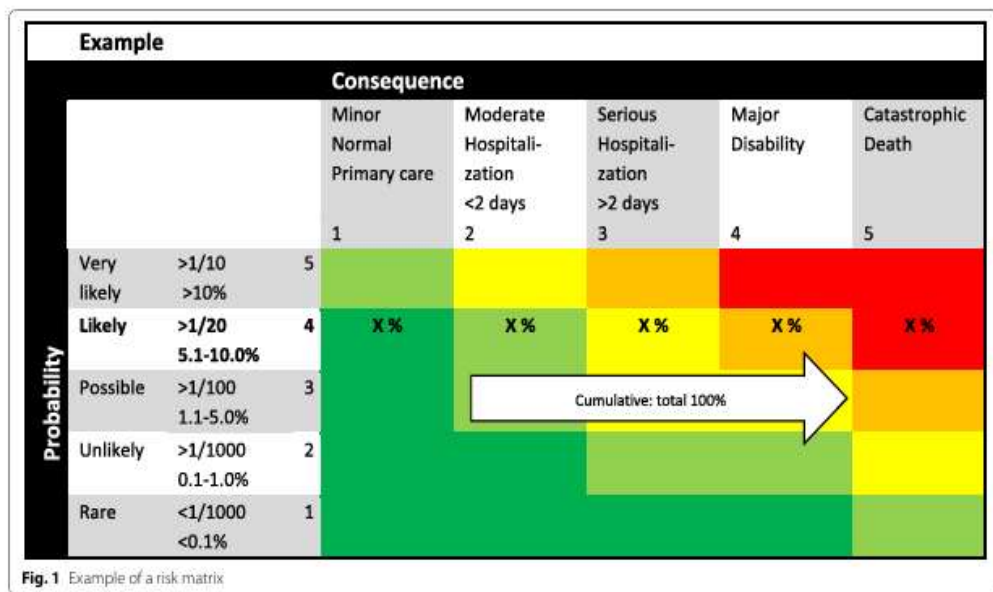 Example
Consequence
Minor
Normal
Primary care
1
Moderate
Hospitali-
zation
<2 days
2
Serious
Hospitali-
zation
>2 days
3
Major
Disability
4
Catastrophic
Death
5
Probability
Very >1/10 5
likely >10%
Likely >1/20 4 X % X % X % X % X %
5.1-10.0%
Possible >1/100 3
1.1-5.0%
Cumulative: total 100%
Unlikely >1/1000 2
0.1-1.0%
Rare <1/1000 1
<0.1%
Fig. 1 Example of a risk matrix